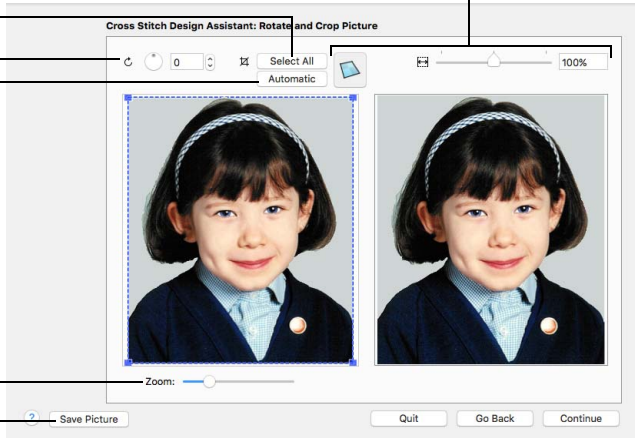 Cross Stitch Design Assistant: Rotate and Crop Picture
0
Select All
Automatic
100%
Zoom:
?
Save Picture
Quit
Go Back
Continue